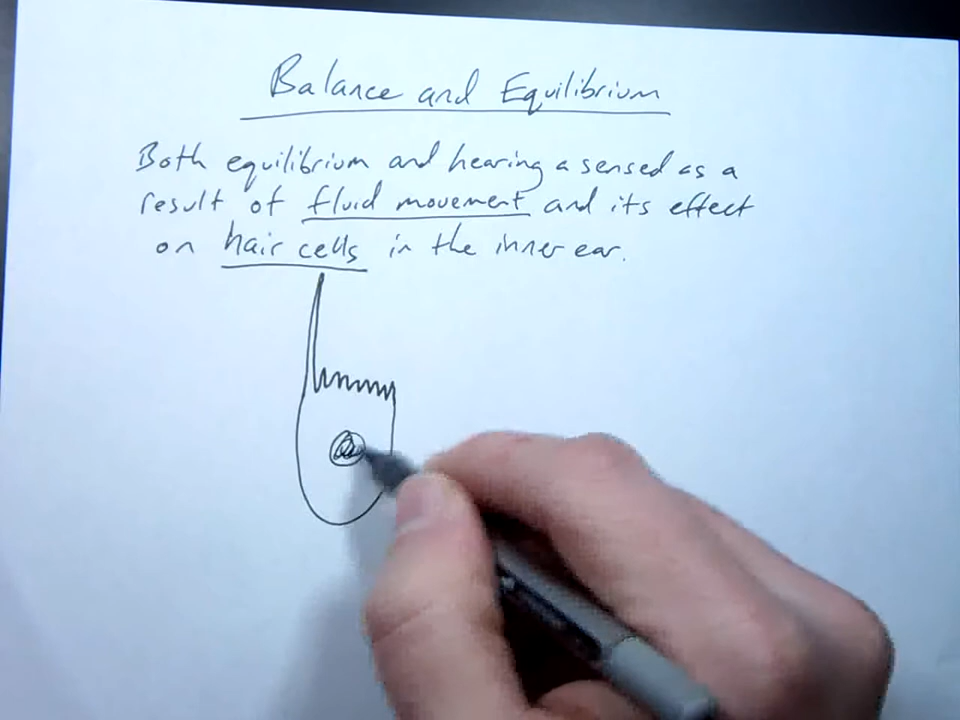 Balance and Equilibrium
Both equilibrium and hearing a sensed as a
result of fluid movement and its effect
on hair cells in the inner ear.